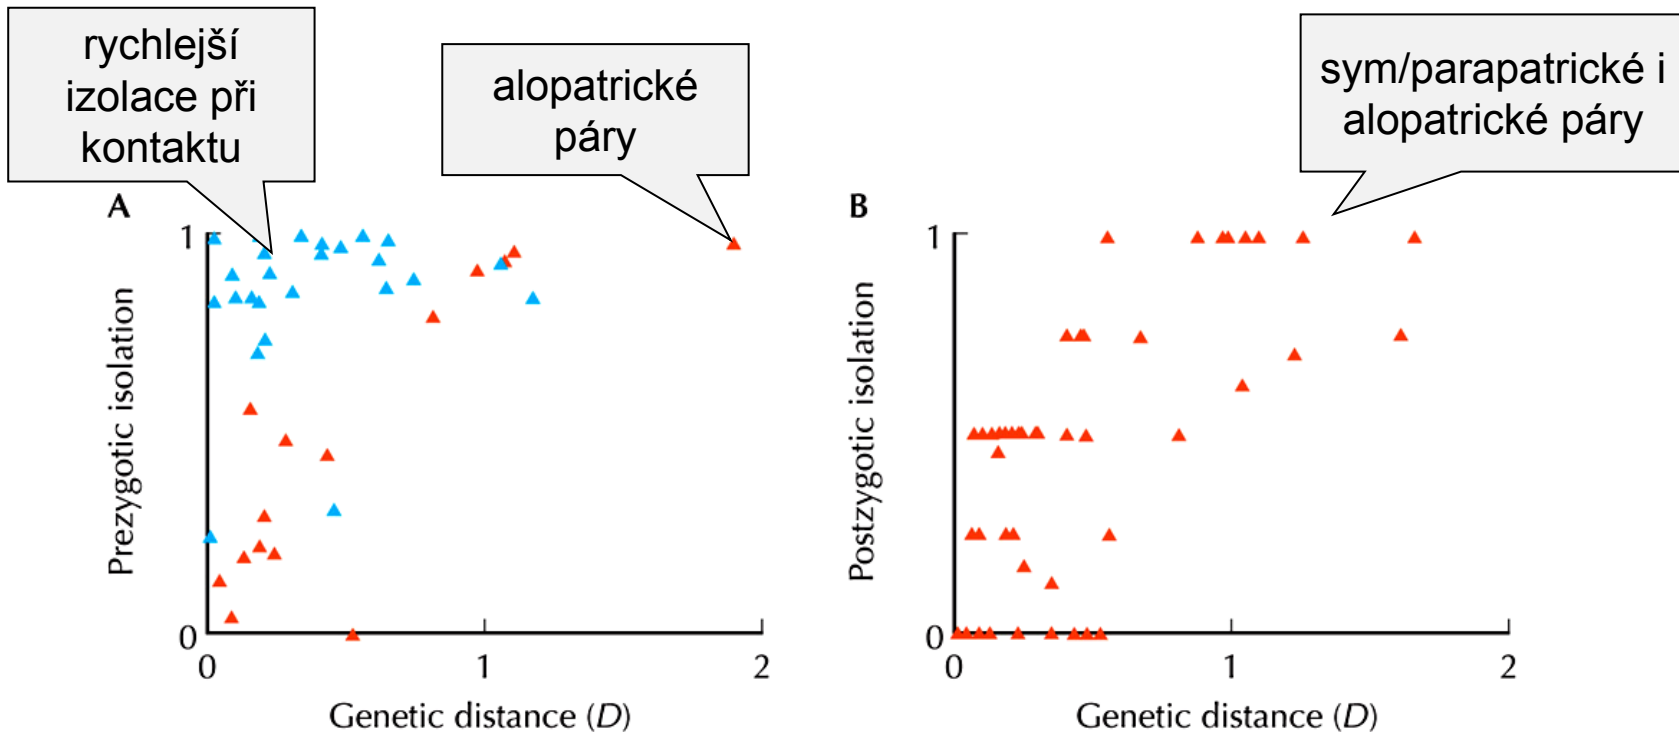 rychlejší
izolace při
kontaktu
alopatrické
páry
sym/parapatrické i
alopatrické páry
A
1
Prezygotic isolation
0
0
1
2
Genetic distance (D)
B
1
Postzygotic isolation
0
0
1
2
Genetic distance (D)